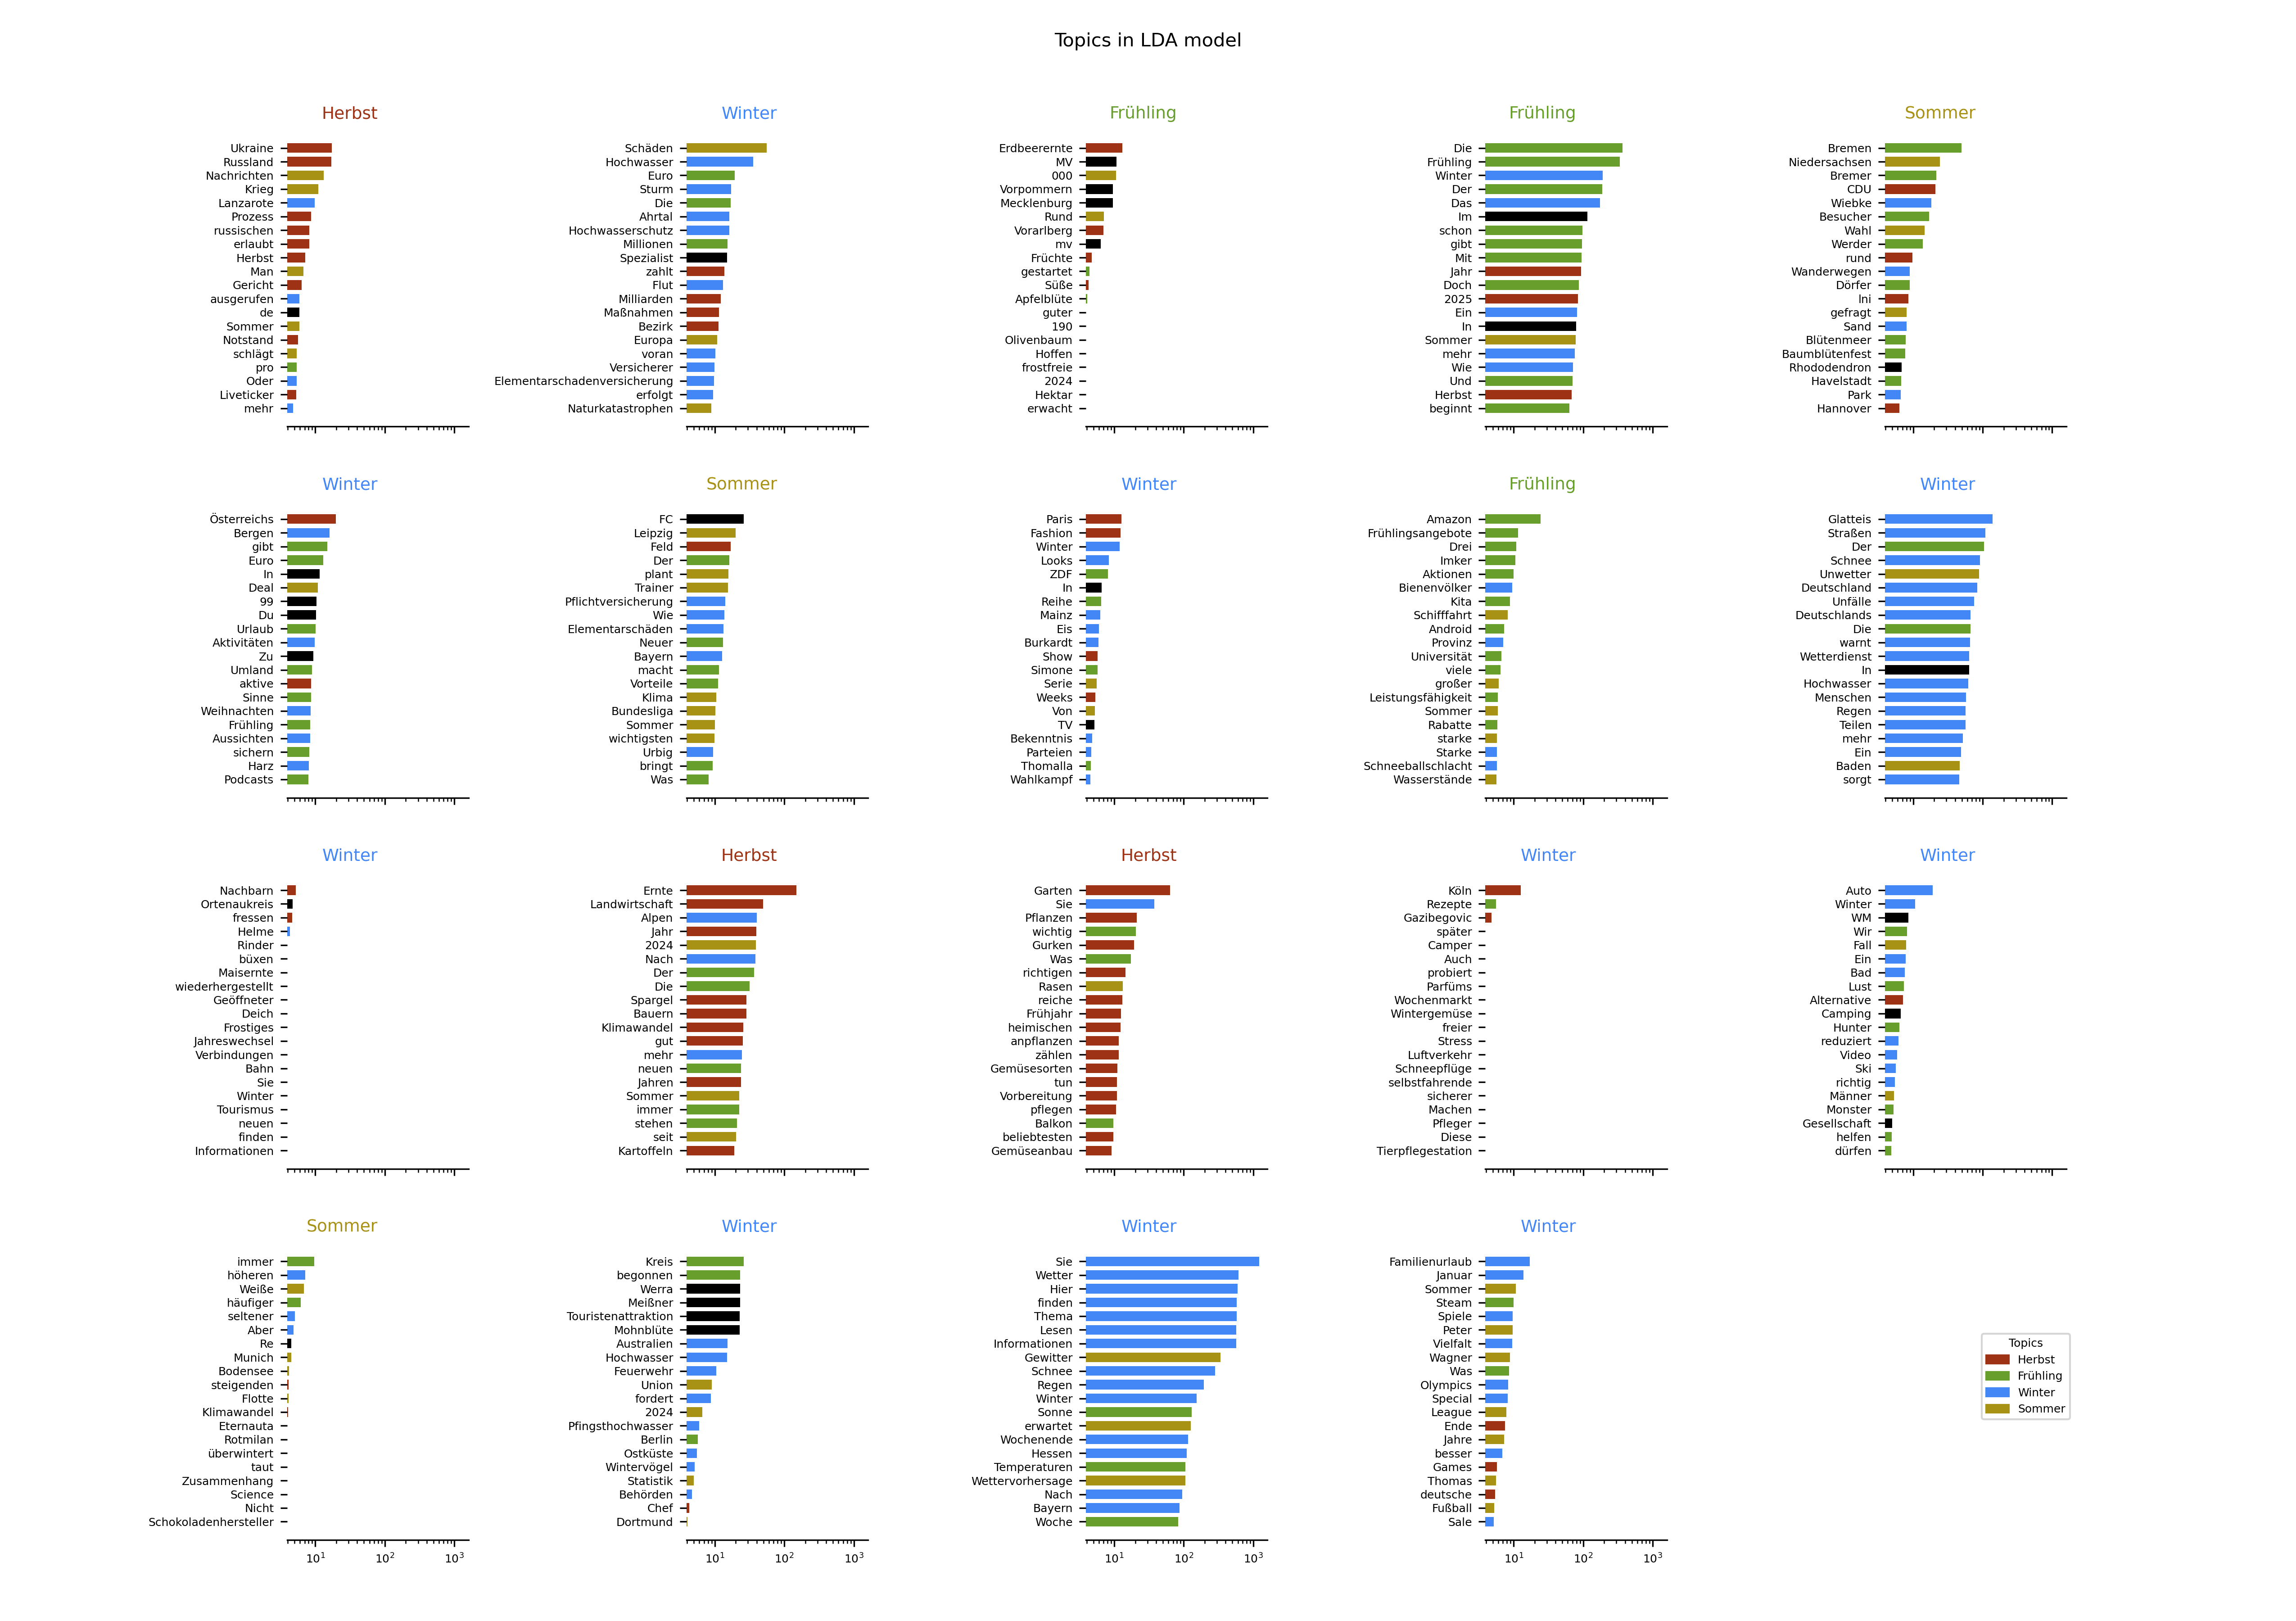 Topics in LDA model
Herbst
Ukraine
Russland
Nachrichten
Krieg
Lanzarote
Prozess
russischen
erlaubt
Herbst
Man
Gericht
ausgerufen
de
Sommer
Notstand
schlägt
pro
Oder
Liveticker
mehr
Winter
Schäden
Hochwasser
Euro
Sturm
Die
Ahrtal
Hochwasserschutz
Millionen
Spezialist
zahlt
Flut
Milliarden
Maßnahmen
Bezirk
Europa
voran
Versicherer
Elementarschadenversicherung
erfolgt
Naturkatastrophen
Frühling
Erdbeerernte
MV
000
Vorpommern
Mecklenburg
Rund
Vorarlberg
mv
Früchte
gestartet
Süße
Apfelblüte
guter
190
Olivenbaum
Hoffen
frostfreie
2024
Hektar
erwacht
Frühling
Die
Frühling
Winter
Der
Das
Im
schon
gibt
Mit
Jahr
Doch
2025
Ein
In
Sommer
mehr
Wie
Und
Herbst
beginnt
Sommer
Bremen
Niedersachsen
Bremer
CDU
Wiebke
Besucher
Wahl
Werder
rund
Wanderwegen
Dörfer
Ini
gefragt
Sand
Blütenmeer
Baumblütenfest
Rhododendron
Havelstadt
Park
Hannover
Winter
Österreichs
Bergen
gibt
Euro
In
Deal
99
Du
Urlaub
Aktivitäten
Zu
Umland
aktive
Sinne
Weihnachten
Frühling
Aussichten
sichern
Harz
Podcasts
Sommer
FC
Leipzig
Feld
Der
plant
Trainer
Pflichtversicherung
Wie
Elementarschäden
Neuer
Bayern
macht
Vorteile
Klima
Bundesliga
Sommer
wichtigsten
Urbig
bringt
Was
Winter
Paris
Fashion
Winter
Looks
ZDF
In
Reihe
Mainz
Eis
Burkardt
Show
Simone
Serie
Weeks
Von
TV
Bekenntnis
Parteien
Thomalla
Wahlkampf
Frühling
Amazon
Frühlingsangebote
Drei
Imker
Aktionen
Bienenvölker
Kita
Schifffahrt
Android
Provinz
Universität
viele
großer
Leistungsfähigkeit
Sommer
Rabatte
starke
Starke
Schneeballschlacht
Wasserstände
Winter
Glatteis
Straßen
Der
Schnee
Unwetter
Deutschland
Unfälle
Deutschlands
Die
warnt
Wetterdienst
In
Hochwasser
Menschen
Regen
Teilen
mehr
Ein
Baden
sorgt
Winter
Nachbarn
Ortenaukreis
fressen
Helme
Rinder
büxen
Maisernte
wiederhergestellt
Geöffneter
Deich
Frostiges
Jahreswechsel
Verbindungen
Bahn
Sie
Winter
Tourismus
neuen
finden
Informationen
Herbst
Ernte
Landwirtschaft
Alpen
Jahr
2024
Nach
Der
Die
Spargel
Bauern
Klimawandel
gut
mehr
neuen
Jahren
Sommer
immer
stehen
seit
Kartoffeln
Herbst
Garten
Sie
Pflanzen
wichtig
Gurken
Was
richtigen
Rasen
reiche
Frühjahr
heimischen
anpflanzen
zählen
Gemüsesorten
tun
Vorbereitung
pflegen
Balkon
beliebtesten
Gemüseanbau
Winter
Köln
Rezepte
Gazibegovic
später
Camper
Auch
probiert
Parfüms
Wochenmarkt
Wintergemüse
freier
Stress
Luftverkehr
Schneepflüge
selbstfahrende
sicherer
Machen
Pfleger
Diese
Tierpflegestation
Winter
Auto
Winter
WM
Wir
Fall
Ein
Bad
Lust
Alternative
Camping
Hunter
reduziert
Video
Ski
richtig
Männer
Monster
Gesellschaft
helfen
dürfen
Sommer
immer
höheren
Weiße
häufiger
seltener
Aber
Re
Munich
Bodensee
steigenden
Flotte
Klimawandel
Eternauta
Rotmilan
überwintert
taut
Zusammenhang
Science
Nicht
Schokoladenhersteller
10¹ 10² 10³
Winter
Kreis
begonnen
Werra
Meißner
Touristenattraktion
Mohnblüte
Australien
Hochwasser
Feuerwehr
Union
fordert
2024
Pfingsthochwasser
Berlin
Ostküste
Wintervögel
Statistik
Behörden
Chef
Dortmund
10¹ 10² 10³
Winter
Sie
Wetter
Hier
finden
Thema
Lesen
Informationen
Gewitter
Schnee
Regen
Winter
Sonne
erwartet
Wochenende
Hessen
Temperaturen
Wettervorhersage
Nach
Bayern
Woche
10¹ 10² 10³
Winter
Familienurlaub
Januar
Sommer
Steam
Spiele
Peter
Vielfalt
Wagner
Was
Olympics
Special
League
Ende
Jahre
besser
Games
Thomas
deutsche
Fußball
Sale
10¹ 10² 10³
Topics
Herbst
Frühling
Winter
Sommer